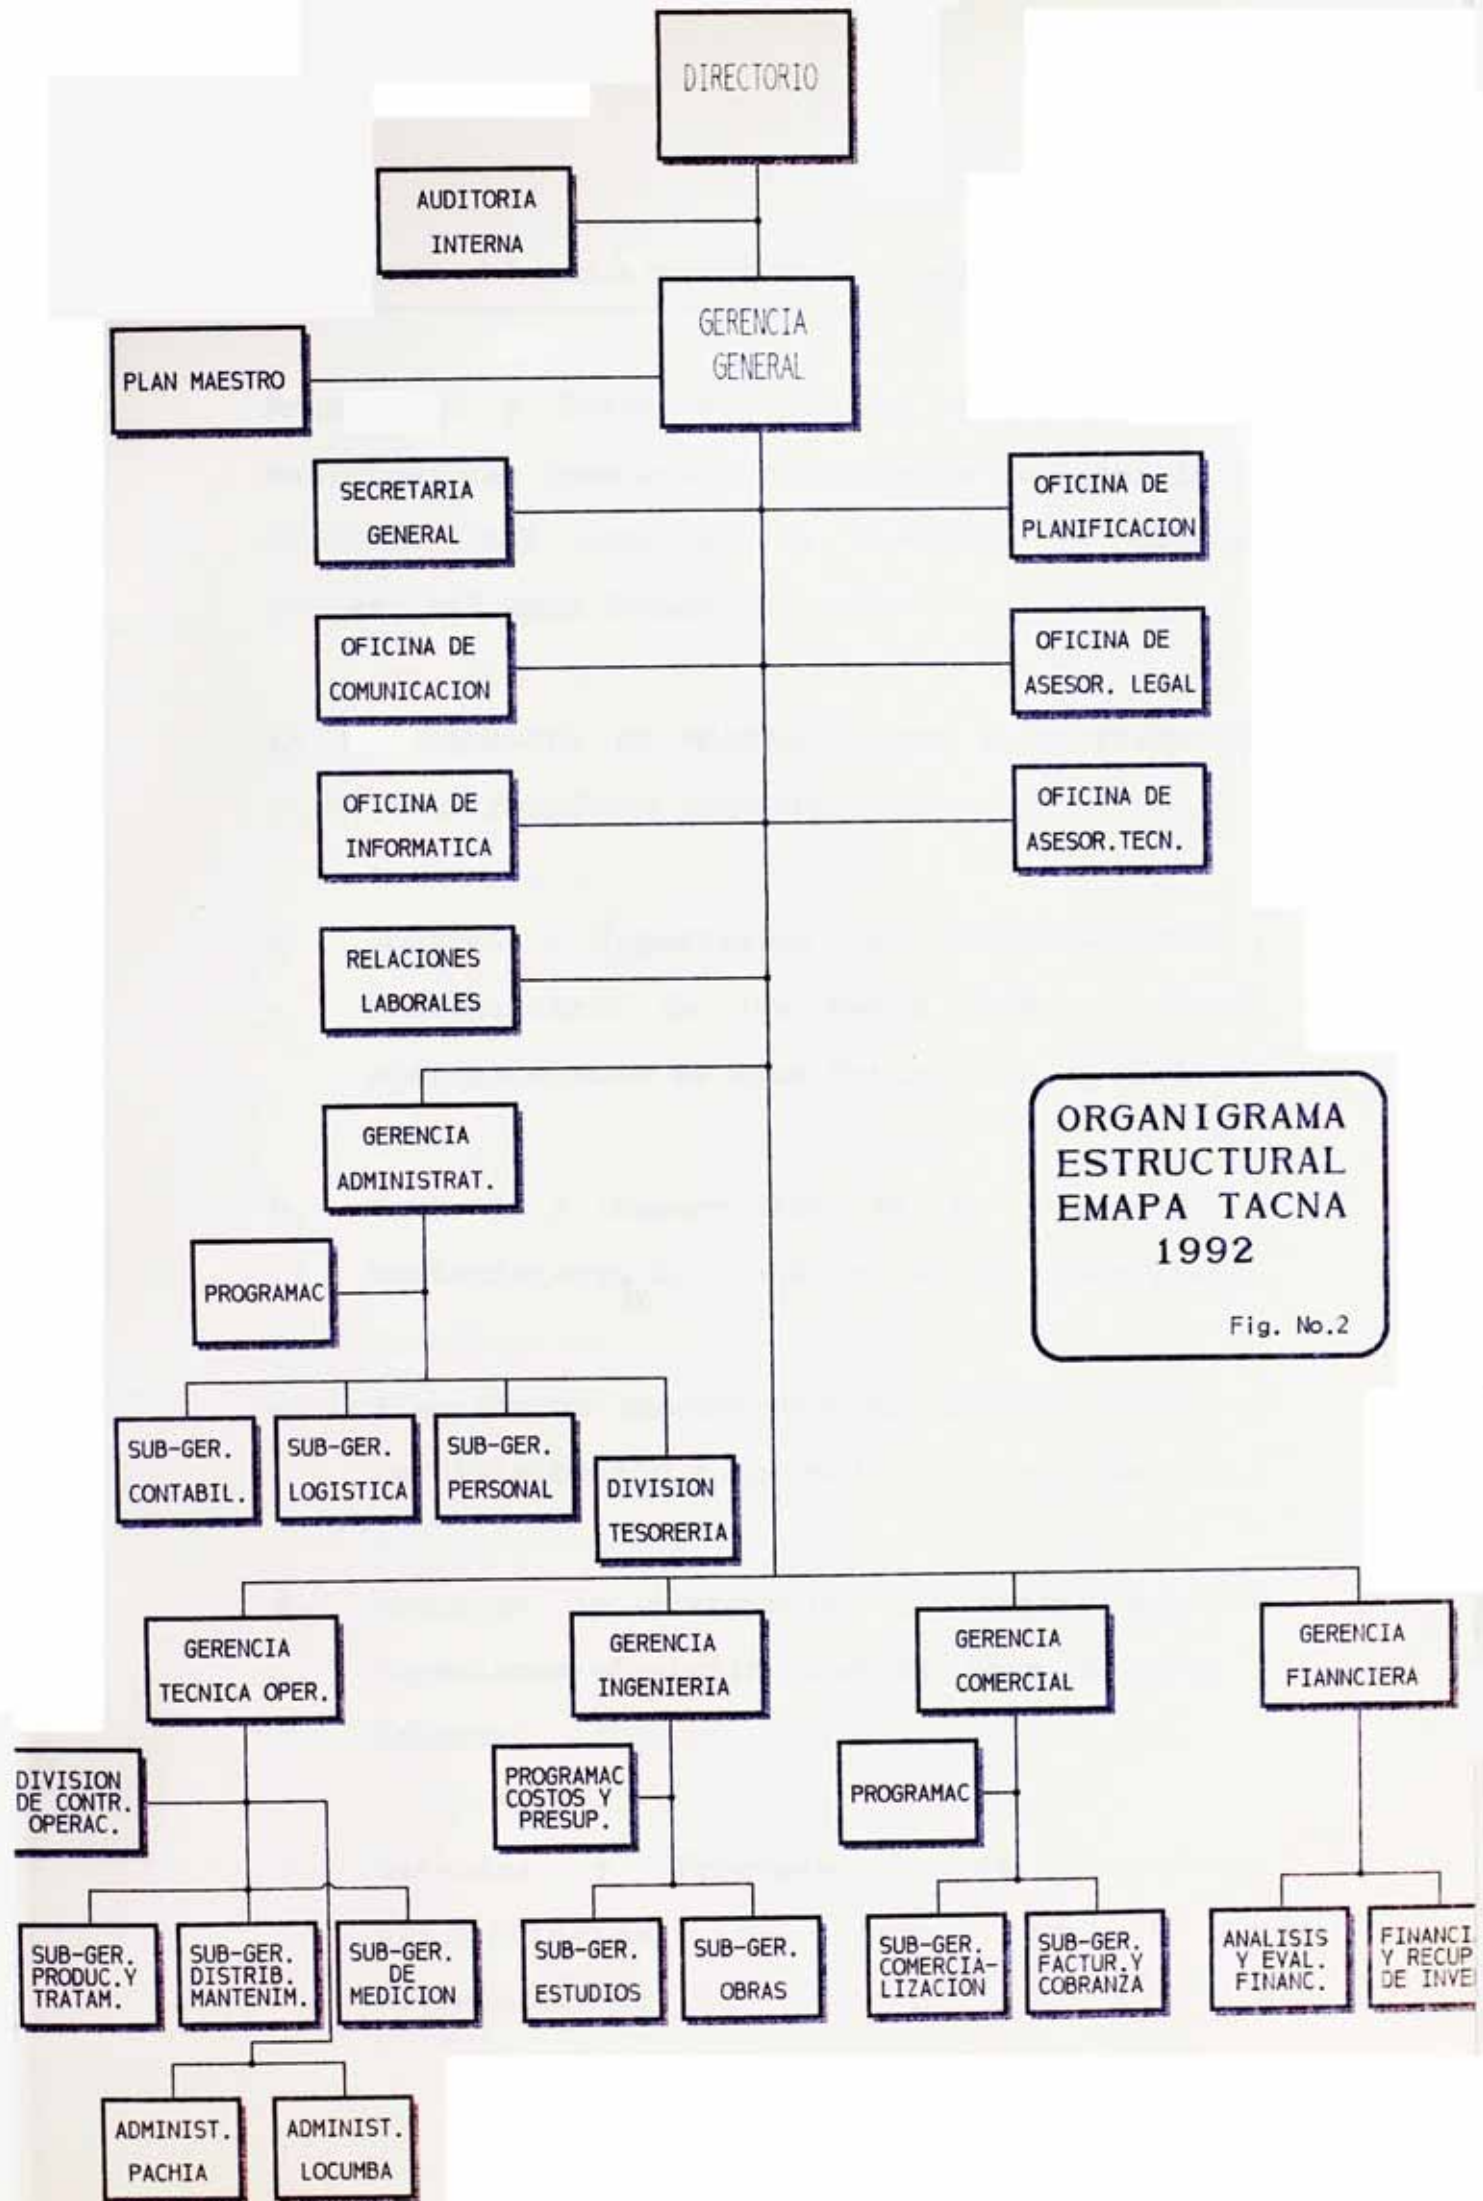 DIRECTORIO
AUDITORIA
INTERNA
GERENCIA
GENERAL
PLAN MAESTRO
SECRETARIA
GENERAL
OFICINA DE
PLANIFICACION
OFICINA DE
COMUNICACION
OFICINA DE
ASESOR. LEGAL
OFICINA DE
INFORMATICA
OFICINA DE
ASESOR.TECN.
RELACIONES
LABORALES
GERENCIA
ADMINISTRAT.
ORGANIGRAMA
ESTRUCTURAL
EMAPA TACNA
1992
Fig. No.2
PROGRAMAC
SUB-GER.
CONTABIL.
SUB-GER.
LOGISTICA
SUB-GER.
PERSONAL
DIVISION
TESORERIA
GERENCIA
TECNICA OPER.
GERENCIA
INGENIERIA
GERENCIA
COMERCIAL
GERENCIA
FIANNCIERA
DIVISION
DE CONTR.
OPERAC.
PROGRAMAC
COSTOS Y
PRESUP.
PROGRAMAC
SUB-GER.
PRODUC.Y
TRATAM.
SUB-GER.
DISTRIB.
MANTENIM.
SUB-GER.
DE
MEDICION
SUB-GER.
ESTUDIOS
SUB-GER.
OBRAS
SUB-GER.
COMERCIA-
LIZACION
SUB-GER.
FACTUR.Y
COBRANZA
ANALISIS
Y EVAL.
FINANC.
FINANCI
Y RECUP
DE INVE
ADMINIST.
PACHIA
ADMINIST.
LOCUMBA